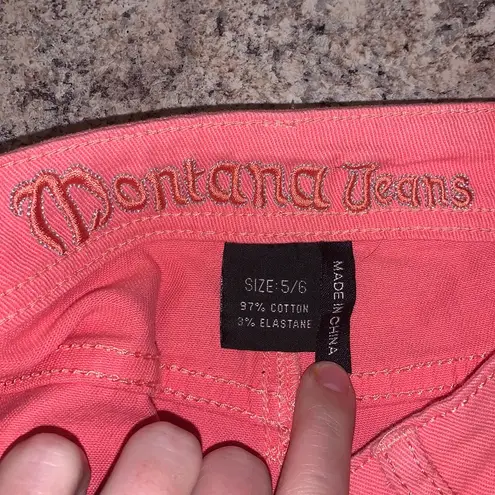 Montana Jeans
SIZE: 5/6
97% COTTON
3% ELASTANE
MADE IN CHINA